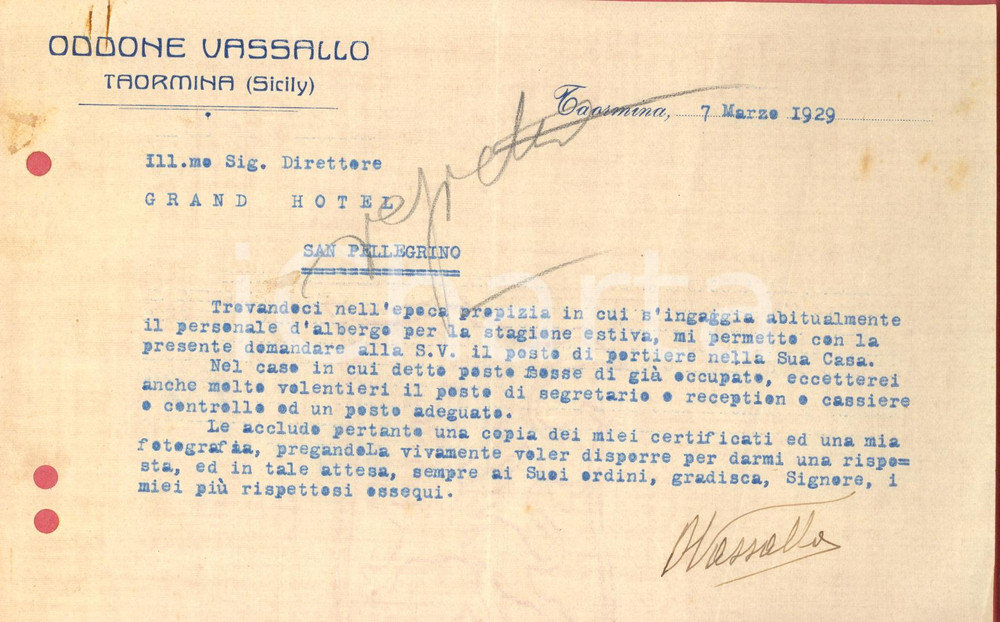 ODDONE VASSALLO
TAORMINA (Sicily)
Taormina, 7 Marzo 1929
Ill.mo Sig. Direttore
GRAND HOTEL
SAN PELLEGRINO
Trovandoci nell'epoca propizia in cui s'ingaggia abitualmente
il personale d'albergo per la stagione estiva, mi permetto con la
presente domandare alla S.V. il posto di portiere nella Sua Casa.
Nel caso in cui detto posto fosse di già occupato, eccetterei
anche molto volentieri il posto di segretario o reception o cassiere
o controllo od un posto adeguato.
Le accludo pertanto una copia dei miei certificati ed una mia
fotografia, pregandoLa vivamente voler disporre per darmi una rispo=
sta, ed in tale attesa, sempre ai Suoi ordini, gradisca, Signore, i
miei più rispettosi ossequi.
OVassallo